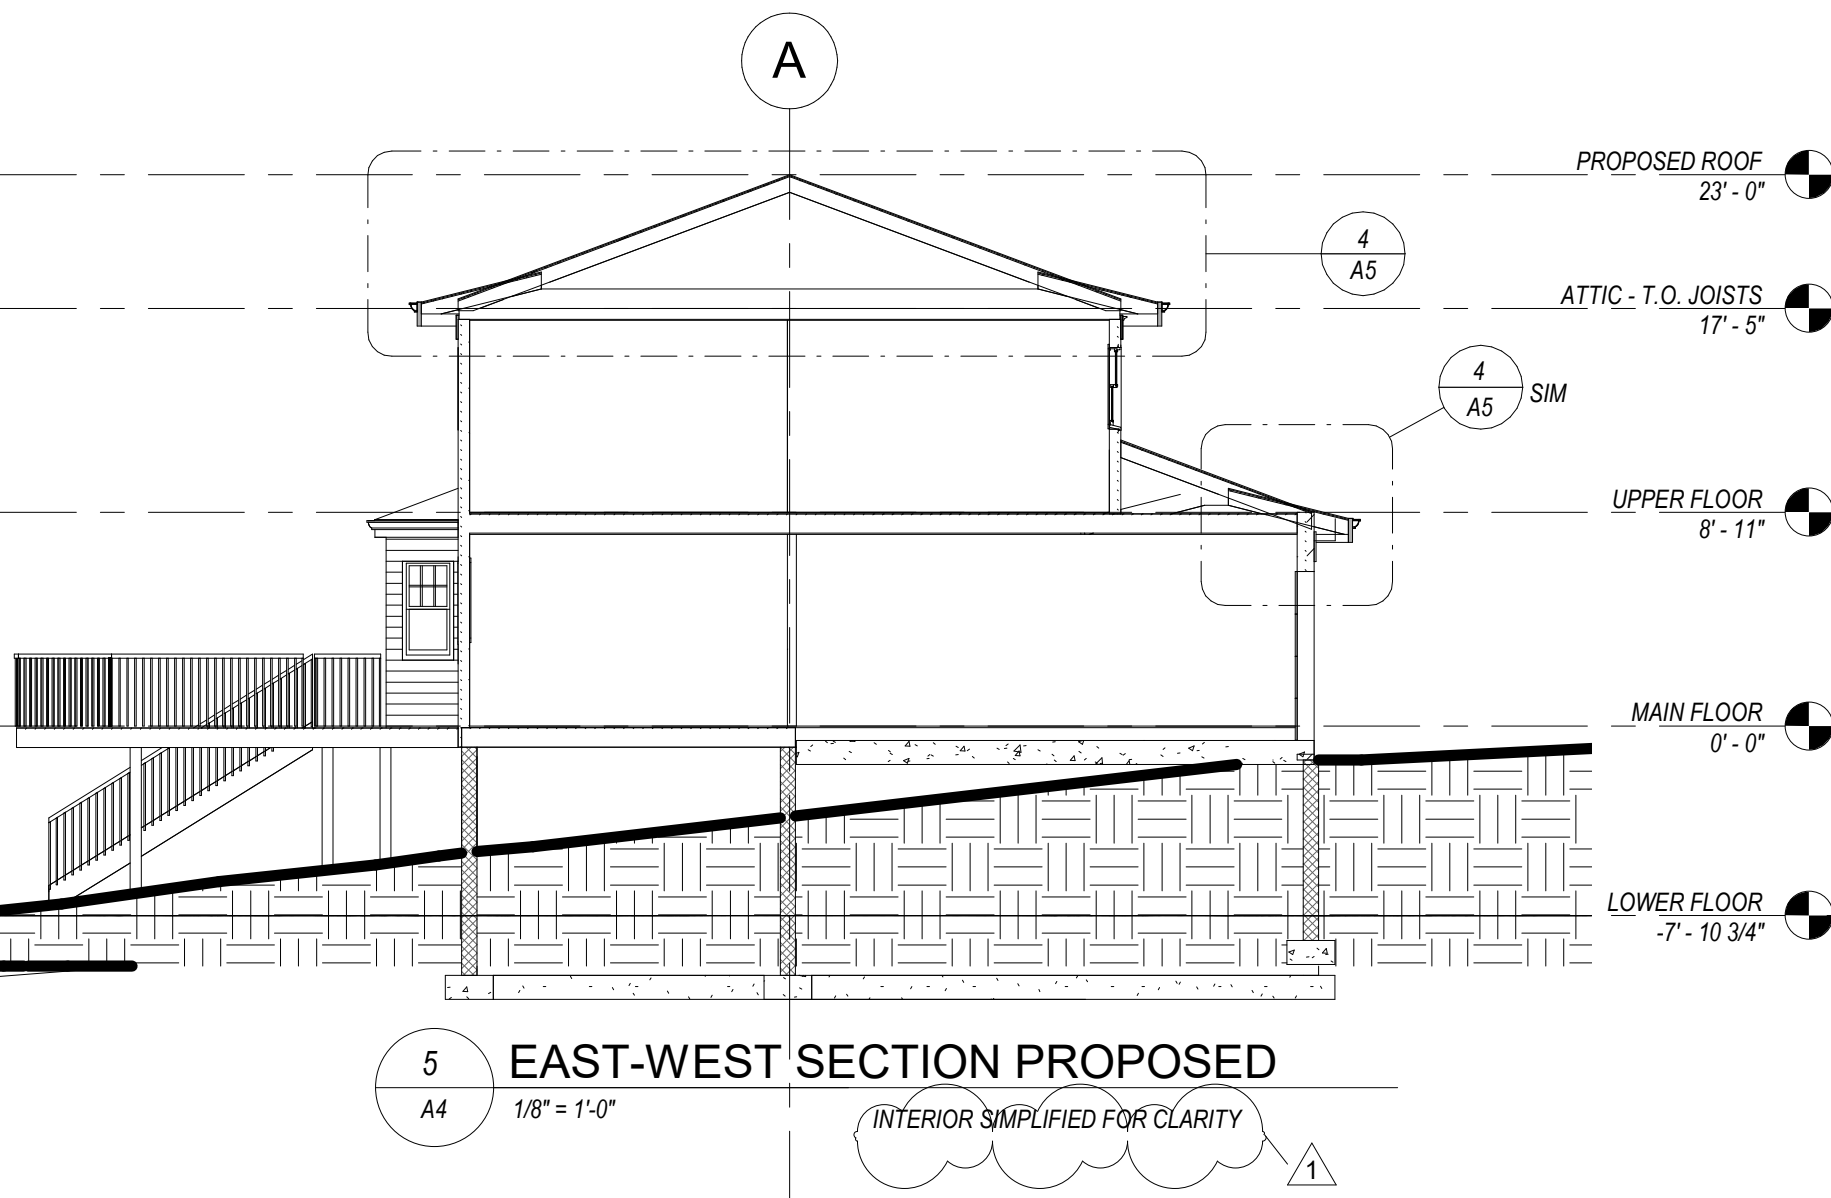 A
PROPOSED ROOF
23' - 0"
4
A5
ATTIC - T.O. JOISTS
17' - 5"
4
A5
SIM
UPPER FLOOR
8' - 11"
MAIN FLOOR
0' - 0"
LOWER FLOOR
-7' - 10 3/4"
5
A4
EAST-WEST SECTION PROPOSED
1/8" = 1'-0"
INTERIOR SIMPLIFIED FOR CLARITY
1